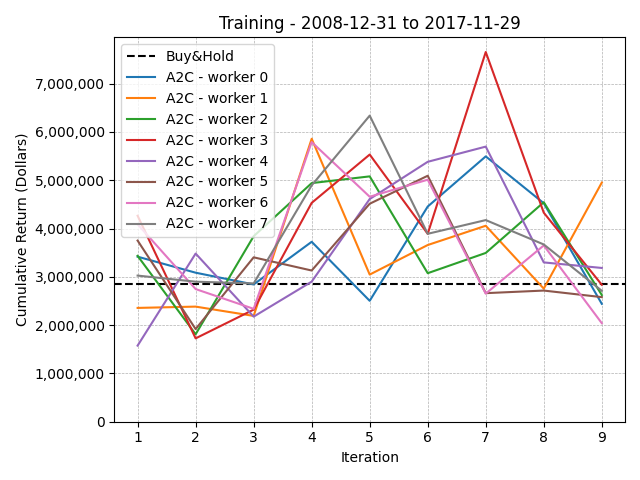 Training - 2008-12-31 to 2017-11-29
Buy&Hold
A2C - worker 0
A2C - worker 1
A2C - worker 2
A2C - worker 3
A2C - worker 4
A2C - worker 5
A2C - worker 6
A2C - worker 7
Cumulative Return (Dollars)
7,000,000
6,000,000
5,000,000
4,000,000
3,000,000
2,000,000
1,000,000
0
1 2 3 4 5 6 7 8 9
Iteration